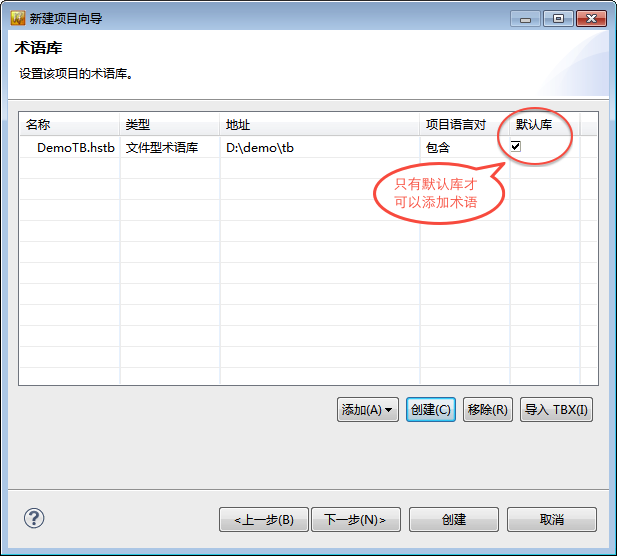 新建项目向导
术语库
设置该项目的术语库。
名称 类型 地址 项目语言对 默认库
DemoTB.hstb 文件型术语库 D:\demo\tb 包含
只有默认库才
可以添加术语
添加(A) 创建(C) 移除(R) 导入 TBX(I)
? <上一步(B) 下一步(N)> 创建 取消